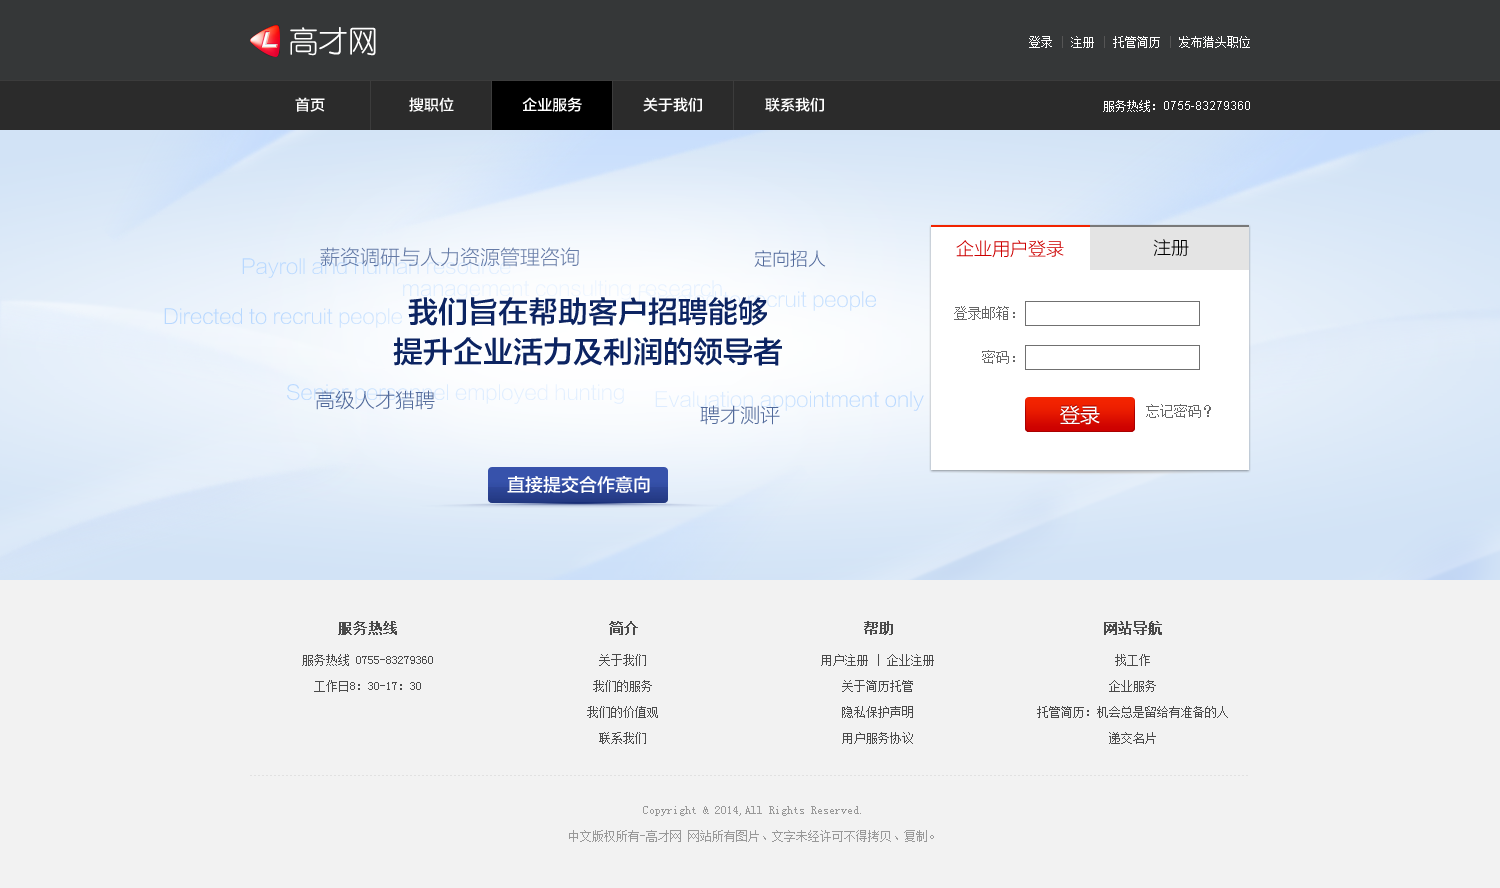 高才网
登录 | 注册 | 托管简历 | 发布猎头职位
首页 搜职位 企业服务 关于我们 联系我们 服务热线：0755-83279360
薪资调研与人力资源管理咨询
Payroll and human resource
定向招人
management consulting research
recruit people
Directed to recruit people
我们旨在帮助客户招聘能够
提升企业活力及利润的领导者
Senior personnel employed hunting
高级人才猎聘
Evaluation appointment only
聘才测评
直接提交合作意向
企业用户登录 注册
登录邮箱：
密码：
登录 忘记密码？
服务热线
服务热线 0755-83279360
工作日8：30-17：30
简介
关于我们
我们的服务
我们的价值观
联系我们
帮助
用户注册 | 企业注册
关于简历托管
隐私保护声明
用户服务协议
网站导航
找工作
企业服务
托管简历：机会总是留给有准备的人
递交名片
Copyright @ 2014,All Rights Reserved.
中文版权所有-高才网 网站所有图片、文字未经许可不得拷贝、复制。